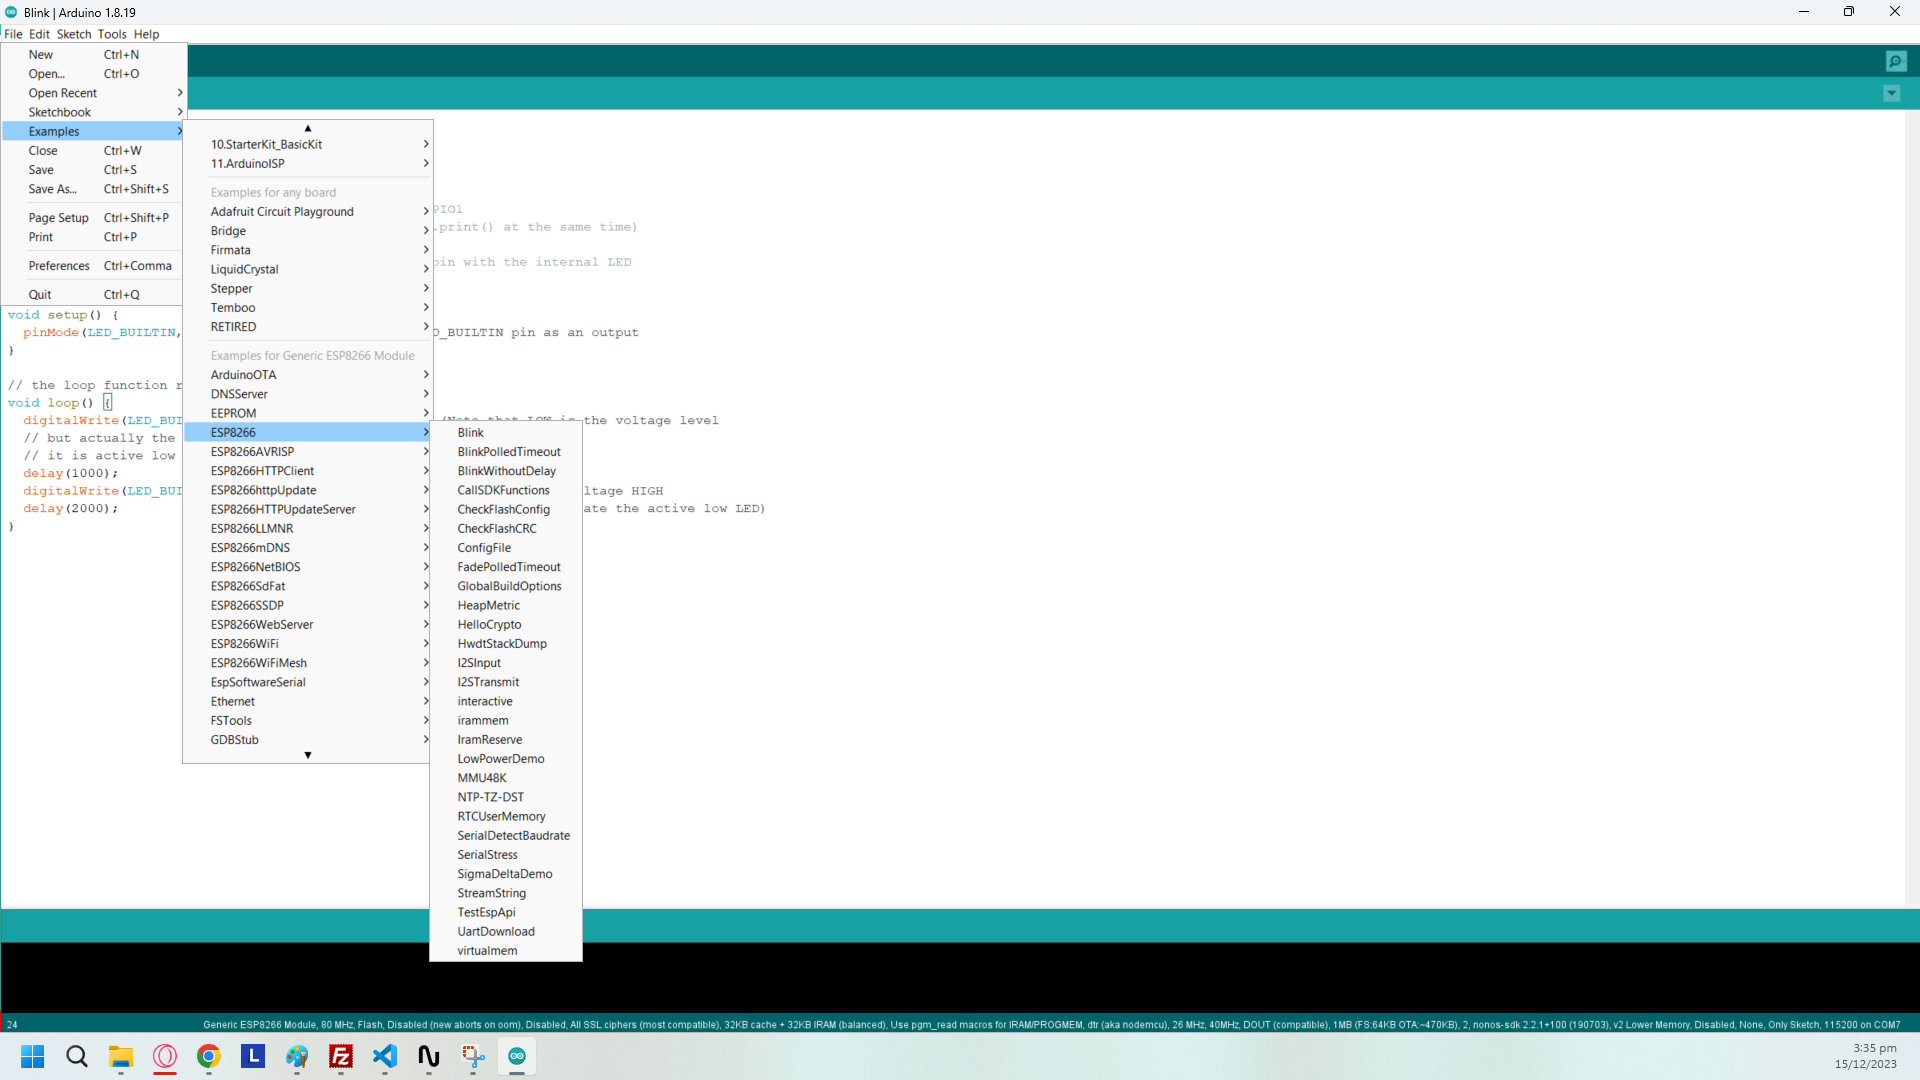 Blink | Arduino 1.8.19
File Edit Sketch Tools Help
New Ctrl+N
Open... Ctrl+O
Open Recent
Sketchbook
Examples
Close Ctrl+W
Save Ctrl+S
Save As... Ctrl+Shift+S
Page Setup Ctrl+Shift+P
Print Ctrl+P
Preferences Ctrl+Comma
Quit Ctrl+Q
10.StarterKit_BasicKit
11.ArduinoISP
Examples for any board
Adafruit Circuit Playground
Bridge
Firmata
LiquidCrystal
Stepper
Temboo
RETIRED
Examples for Generic ESP8266 Module
ArduinoOTA
DNSServer
EEPROM
ESP8266
ESP8266AVRISP
ESP8266HTTPClient
ESP8266httpUpdate
ESP8266HTTPUpdateServer
ESP8266LLMNR
ESP8266mDNS
ESP8266NetBIOS
ESP8266SdFat
ESP8266SSDP
ESP8266WebServer
ESP8266WiFi
ESP8266WiFiMesh
EspSoftwareSerial
Ethernet
FSTools
GDBStub
Blink
BlinkPolledTimeout
BlinkWithoutDelay
CallSDKFunctions
CheckFlashConfig
CheckFlashCRC
ConfigFile
FadePolledTimeout
GlobalBuildOptions
HeapMetric
HelloCrypto
HwdtStackDump
I2SInput
I2STransmit
interactive
irammem
IramReserve
LowPowerDemo
MMU48K
NTP-TZ-DST
RTCUserMemory
SerialDetectBaudrate
SerialStress
SigmaDeltaDemo
StreamString
TestEspApi
UartDownload
virtualmem
PIO1
.print() at the same time)
pin with the internal LED
void setup() {
pinMode(LED_BUILTIN, D_BUILTIN pin as an output
}
// the loop function r
void loop() {
digitalWrite(LED_BUI (Note that LOW is the voltage level
// but actually the
// it is active low
delay(1000);
digitalWrite(LED_BUI ltage HIGH
delay(2000); ate the active low LED)
}
24 Generic ESP8266 Module, 80 MHz, Flash, Disabled (new aborts on oom), Disabled, All SSL ciphers (most compatible), 32KB cache + 32KB IRAM (balanced), Use pgm_read macros for IRAM/PROGMEM, dtr (aka nodemcu), 26 MHz, 40MHz, DOUT (compatible), 1MB (FS:64KB OTA:~470KB), 2, nonos-sdk 2.2.1+100 (190703), v2 Lower Memory, Disabled, None, Only Sketch, 115200 on COM7
L
FZ
3:35 pm
15/12/2023